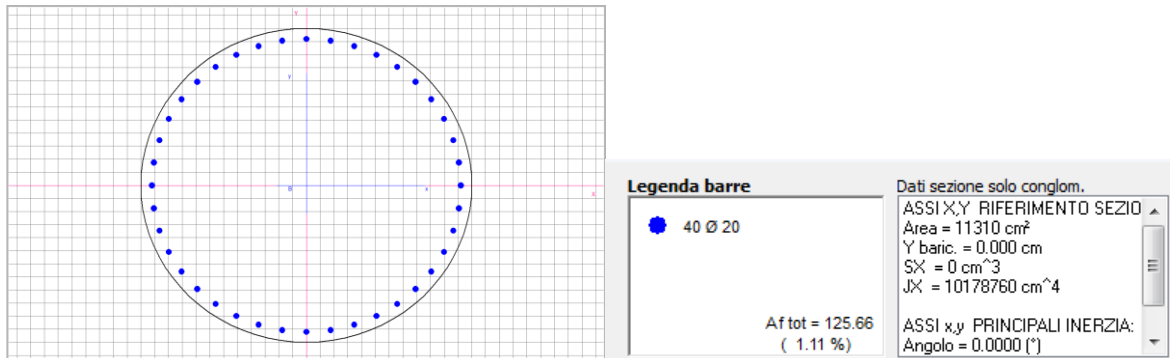 Y
y
0
x
X
Legenda barre
40 Ø 20
Af tot = 125.66
( 1.11 %)
Dati sezione solo conglom.
ASSI X,Y RIFERIMENTO SEZIO
Area = 11310 cm²
Y baric. = 0.000 cm
SX = 0 cm^3
JX = 10178760 cm^4
ASSI x,y PRINCIPALI INERZIA:
Angolo = 0.0000 (°)